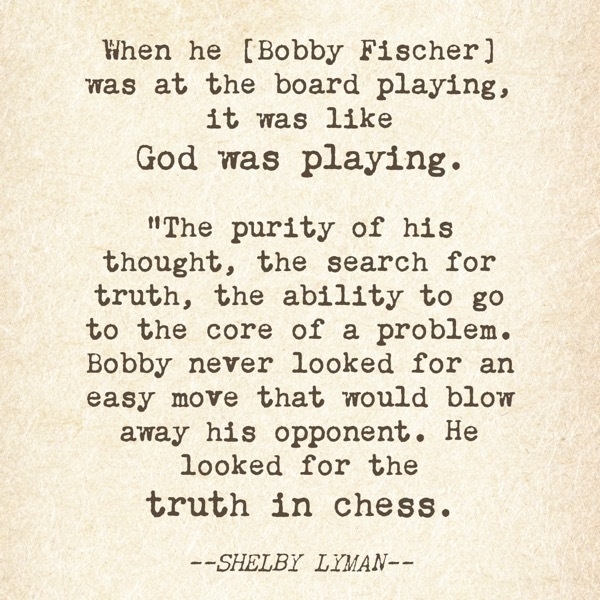 When he [Bobby Fischer]
was at the board playing,
it was like
God was playing.
"The purity of his
thought, the search for
truth, the ability to go
to the core of a problem.
Bobby never looked for an
easy move that would blow
away his opponent. He
looked for the
truth in chess.
--SHELBY LYMAN--